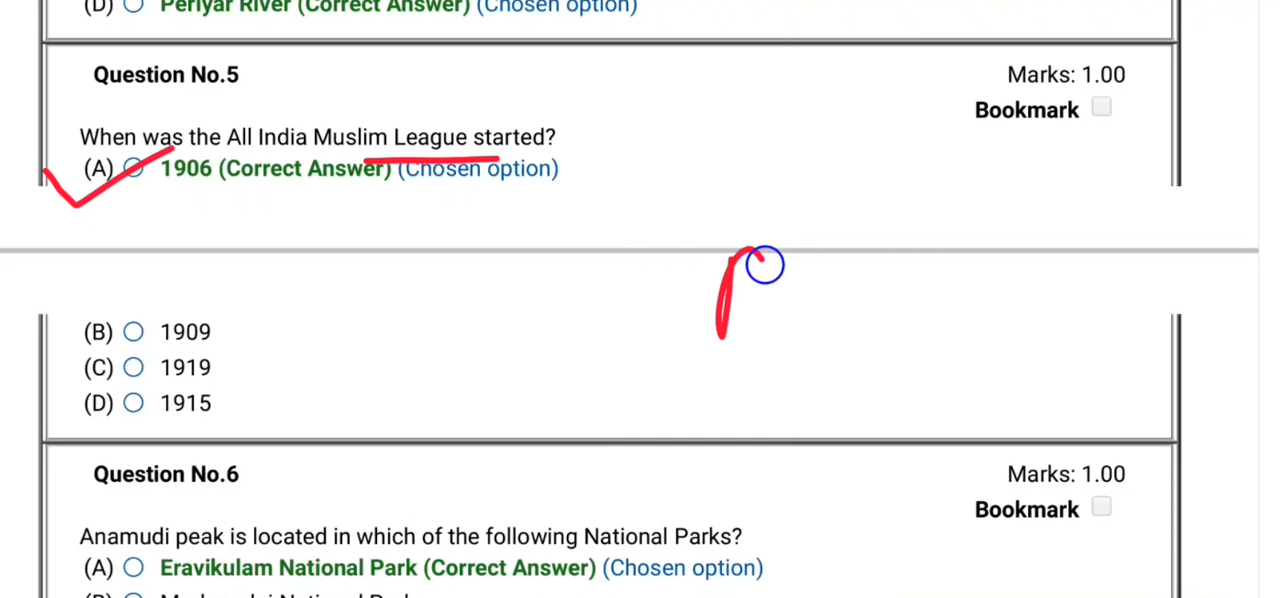 (D) Periyar River (Correct Answer) (Chosen option)
Question No.5
Marks: 1.00
Bookmark
When was the All India Muslim League started?
(A) 1906 (Correct Answer) (Chosen option)
(B) 1909
(C) 1919
(D) 1915
Question No.6
Marks: 1.00
Bookmark
Anamudi peak is located in which of the following National Parks?
(A) Eravikulam National Park (Correct Answer) (Chosen option)